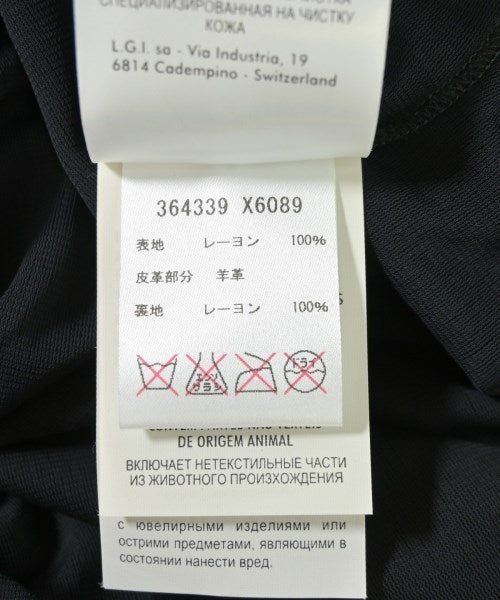 СПЕЦИАЛИЗИРОВАННАЯ НА ЧИСТКУ
КОЖА
L.G.I. sa - Via Industria, 19
6814 Cadempino - Switzerland
364339 X6089
表地 レーヨン 100%
皮革部分 羊革
裏地 レーヨン 100%
エンソ
ブラシ
ドライ
DE ORIGEM ANIMAL
ВКЛЮЧАЕТ НЕТЕКСТИЛЬНЫЕ ЧАСТИ
ИЗ ЖИВОТНОГО ПРОИЗХОЖДЕНИЯ
с ювелирными изделиями или
острими предметами, являющими в
состоянии нанести вред.